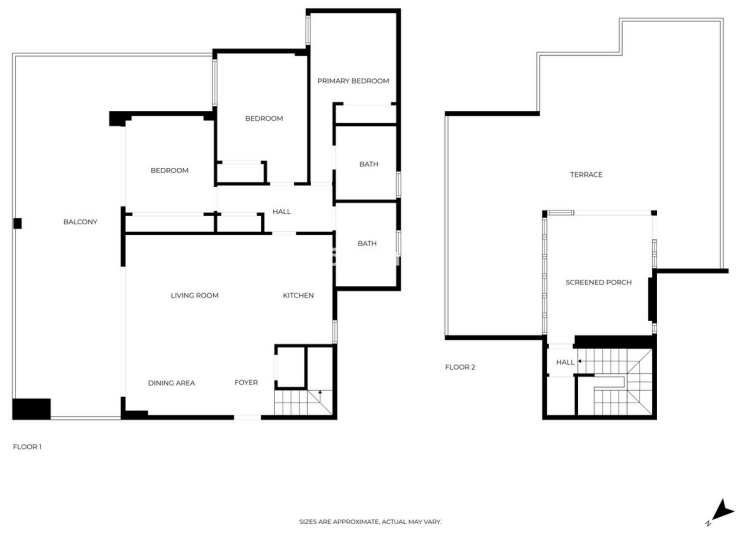 PRIMARY BEDROOM
BEDROOM
BATH
BEDROOM
TERRACE
HALL
BALCONY
BATH
SCREENED PORCH
LIVING ROOM
KITCHEN
HALL
FLOOR 2
DINING AREA
FOYER
FLOOR 1
SIZES ARE APPROXIMATE, ACTUAL MAY VARY.
N